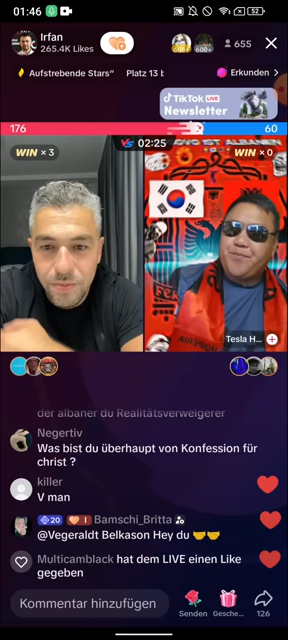 01:46
52
Irfan
265.4K Likes
600+
655
Aufstrebende Stars"
Platz 13 b
Erkunden >
TikTok LIVE
Newsletter
176
60
WIN × 3
VS 02:25
WIN × 0
Tesla H...
der albaner du Realitätsverweigerer
Negertiv
Was bist du überhaupt von Konfession für
christ ?
killer
V man
20
I
Bamschi_Britta
@Vegeraldt Belkason Hey du 🤝🤝
Multicamblack hat dem LIVE einen Like
gegeben
Kommentar hinzufügen
Senden
Gesche...
126